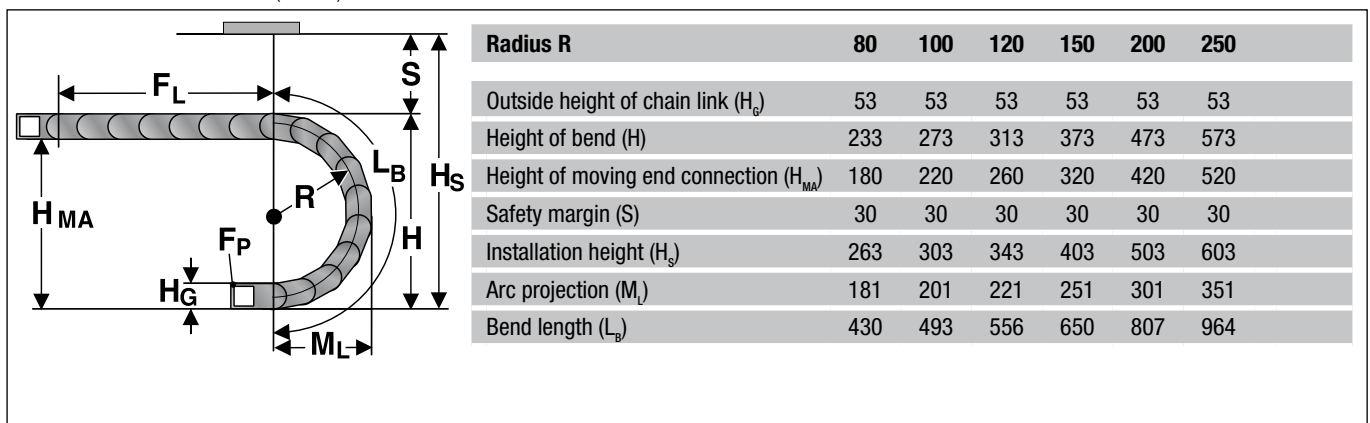 F_L
S
L_B
H_S
R
H_MA
F_P
H
H_G
M_L
Radius R 80 100 120 150 200 250
Outside height of chain link (H_G) 53 53 53 53 53 53
Height of bend (H) 233 273 313 373 473 573
Height of moving end connection (H_MA) 180 220 260 320 420 520
Safety margin (S) 30 30 30 30 30 30
Installation height (H_S) 263 303 343 403 503 603
Arc projection (M_L) 181 201 221 251 301 351
Bend length (L_B) 430 493 556 650 807 964